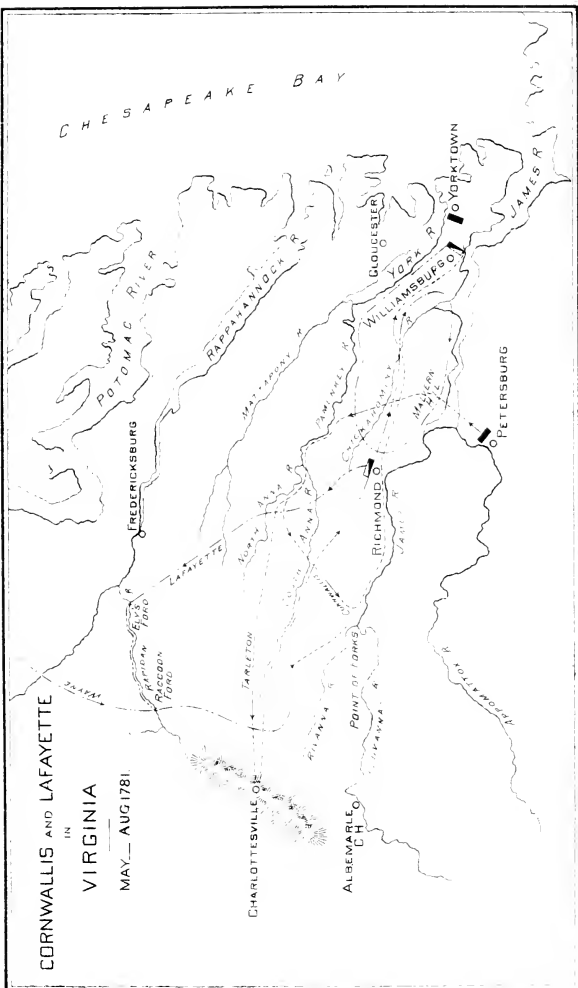 CORNWALLIS AND LAFAYETTE
IN
VIRGINIA
MAY__AUG.1781.
CHESAPEAKE BAY
POTOMAC RIVER
RAPPAHANNOCK R
FREDERICKSBURG
MATTAPONY R
GLOUCESTER
YORK R
YORKTOWN
WILLIAMSBURG
JAMES R
PAMUNKEY R
CHICKAHOMINY R
MALVERN HILL
PETERSBURG
RICHMOND
JAMES R
NORTH ANNA R
SOUTH ANNA R
LAFAYETTE
ELY'S FORD
RAPIDAN R
RACCOON FORD
WAYNE
TARLETON
CHARLOTTESVILLE
RIVANNA R
POINT OF FORKS
ALBEMARLE
C H
APPOMATTOX R